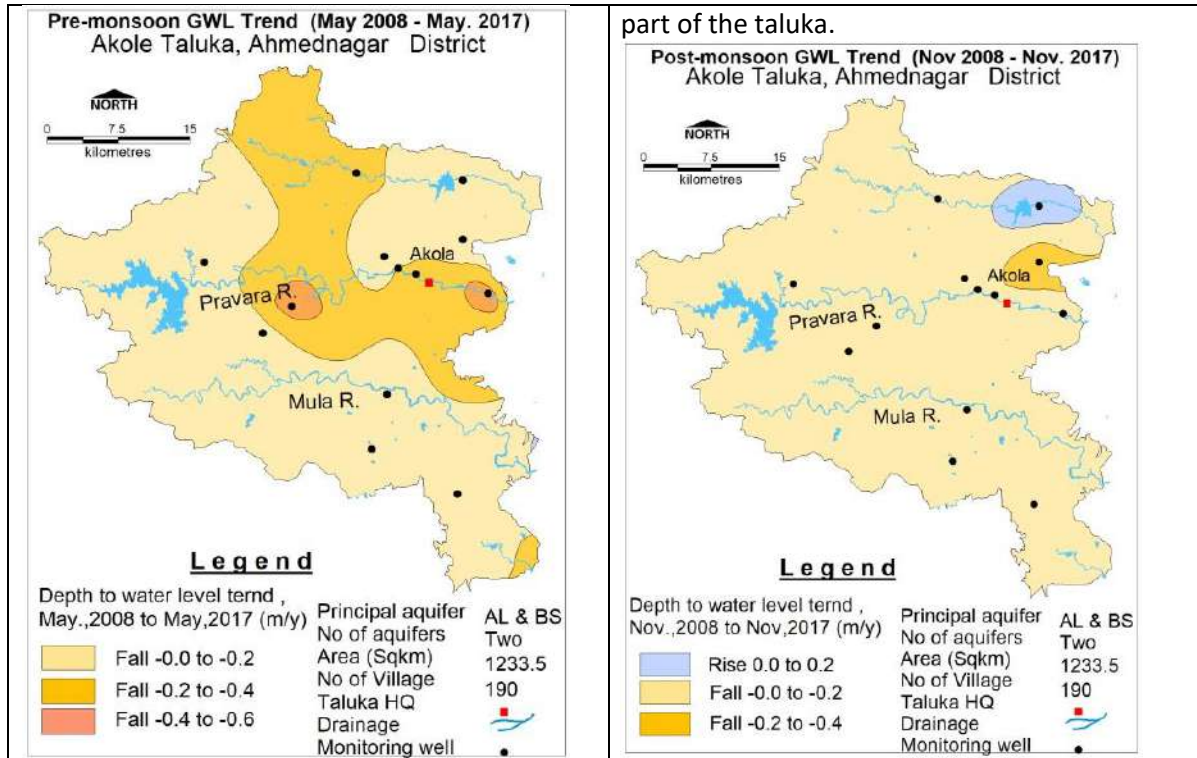 Pre-monsoon GWL Trend (May 2008 - May. 2017)
Akole Taluka, Ahmednagar District
NORTH
0 7.5 15
kilometres
Akola
Pravara R.
Mula R.
Legend
Depth to water level ternd ,
May.,2008 to May,2017 (m/y)
Fall -0.0 to -0.2
Fall -0.2 to -0.4
Fall -0.4 to -0.6
Principal aquifer AL & BS
No of aquifers Two
Area (Sqkm) 1233.5
No of Village 190
Taluka HQ
Drainage
Monitoring well
part of the taluka.
Post-monsoon GWL Trend (Nov 2008 - Nov. 2017)
Akole Taluka, Ahmednagar District
NORTH
0 7.5 15
kilometres
Akola
Pravara R.
Mula R.
Legend
Depth to water level ternd ,
Nov.,2008 to Nov,2017 (m/y)
Rise 0.0 to 0.2
Fall -0.0 to -0.2
Fall -0.2 to -0.4
Principal aquifer AL & BS
No of aquifers Two
Area (Sqkm) 1233.5
No of Village 190
Taluka HQ
Drainage
Monitoring well